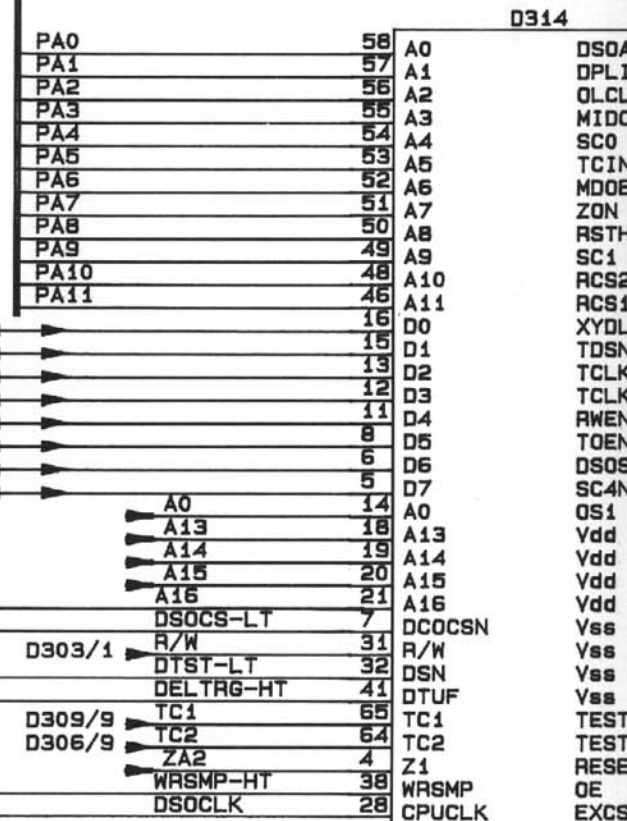 D314
PA0 58 A0 DSOA
PA1 57 A1 DPLI
PA2 56 A2 OLCL
PA3 55 A3 MIDC
PA4 54 A4 SC0
PA5 53 A5 TCIN
PA6 52 A6 MDOE
PA7 51 A7 ZON
PA8 50 A8 RSTH
PA9 49 A9 SC1
PA10 48 A10 RCS2
PA11 46 A11 RCS1
16 D0 XYDL
15 D1 TDSN
13 D2 TCLK
12 D3 TCLK
11 D4 RWEN
8 D5 TOEN
6 D6 DSOS
5 D7 SC4N
A0 14 A0 OS1
A13 18 A13 Vdd
A14 19 A14 Vdd
A15 20 A15 Vdd
A16 21 A16 Vdd
DSOCS-LT 7 DCOCSN Vss
D303/1 R/W 31 R/W Vss
DTST-LT 32 DSN Vss
DELTRG-HT 41 DTUF Vss
D309/9 TC1 65 TC1 TEST
D306/9 TC2 64 TC2 TEST
ZA2 4 Z1 RESE
WRSMP-HT 38 WRSMP OE
DSOCLK 28 CPUCLK EXCS